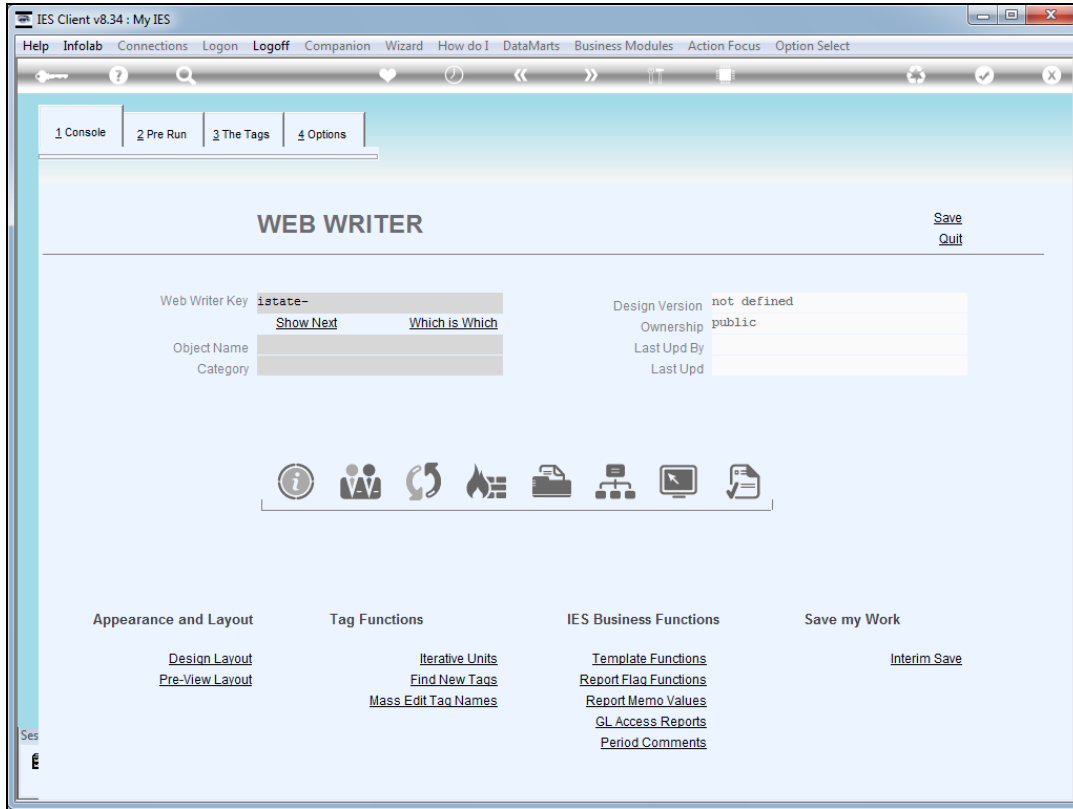 IES Client v8.34 : My IES
Help Infolab Connections Logon Logoff Companion Wizard How do I DataMarts Business Modules Action Focus Option Select
1 Console 2 Pre Run 3 The Tags 4 Options
WEB WRITER
Save
Quit
Web Writer Key istate-
Show Next Which is Which
Object Name
Category
Design Version not defined
Ownership public
Last Upd By
Last Upd
Appearance and Layout
Design Layout
Pre-View Layout
Tag Functions
Iterative Units
Find New Tags
Mass Edit Tag Names
IES Business Functions
Template Functions
Report Flag Functions
Report Memo Values
GL Access Reports
Period Comments
Save my Work
Interim Save
Ses